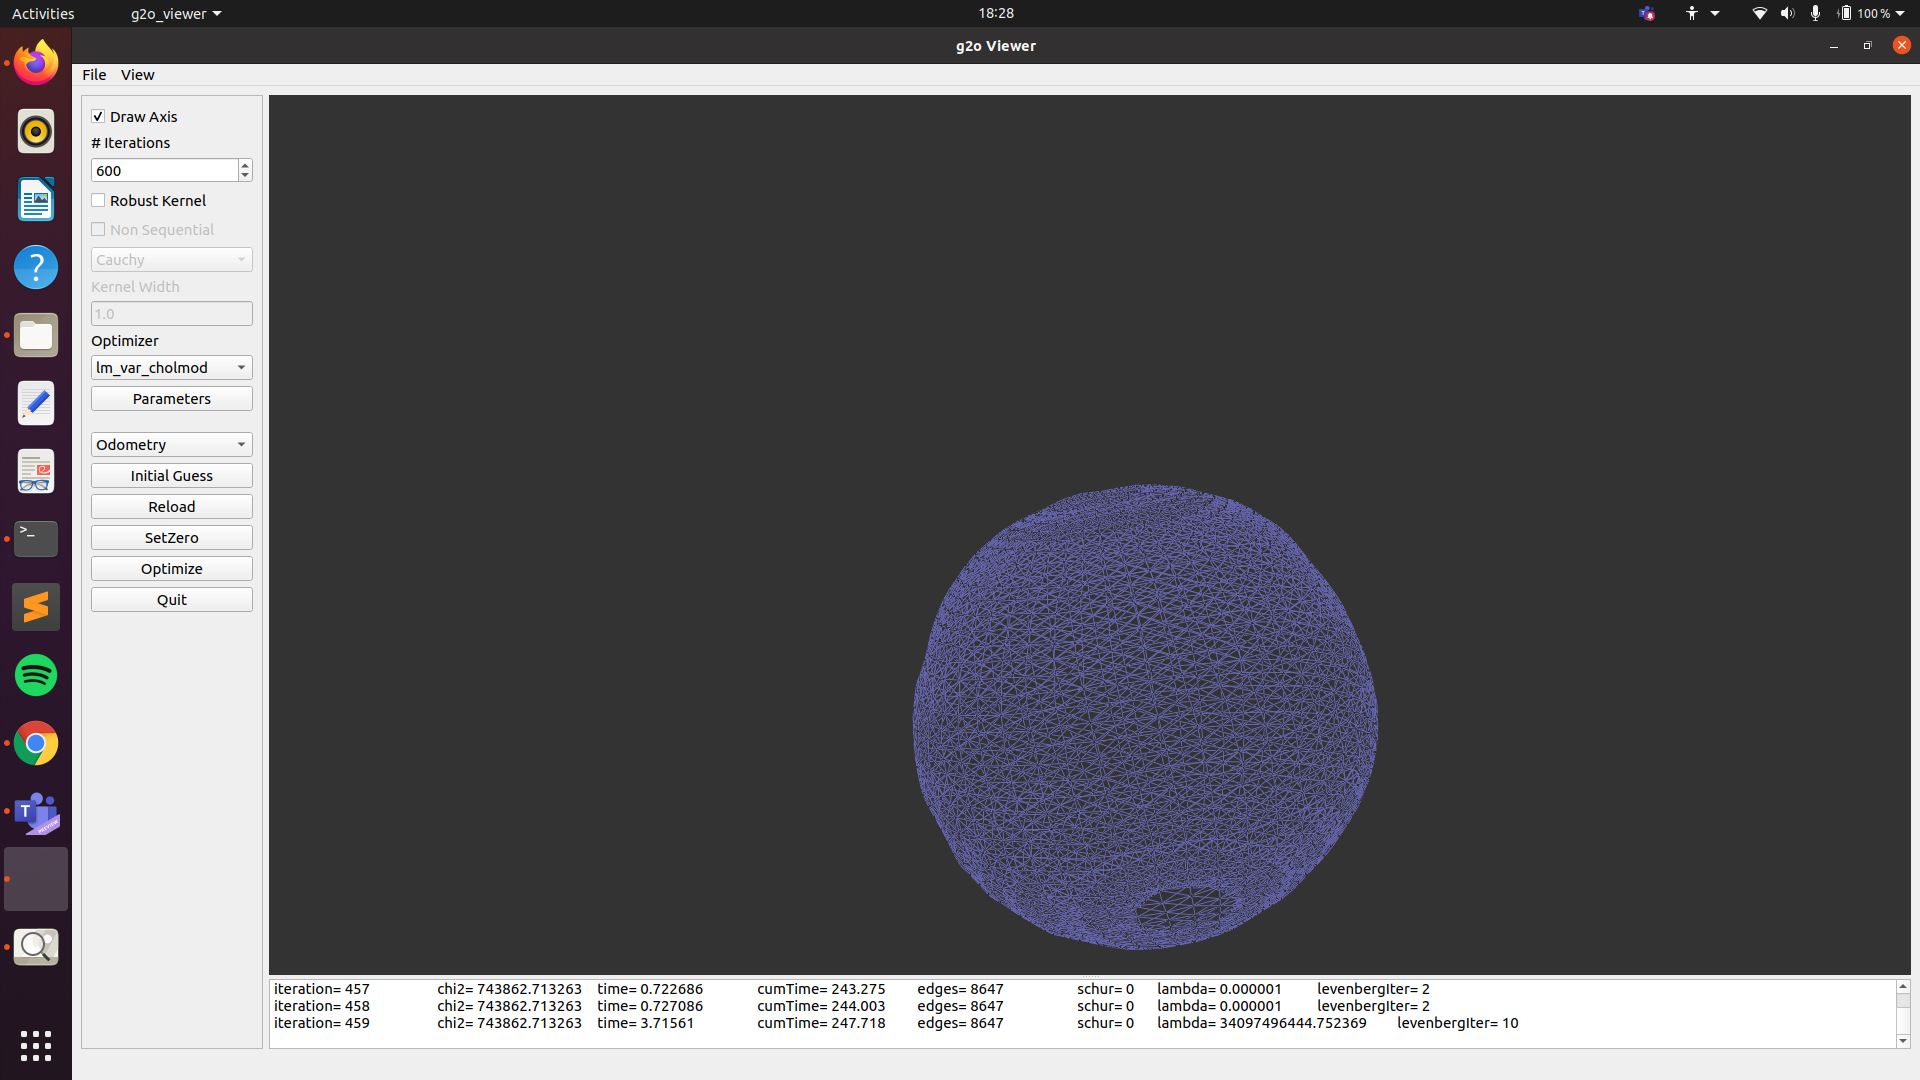 Activities g2o_viewer 18:28 100 %
g2o Viewer
File View
Draw Axis
# Iterations
600
Robust Kernel
Non Sequential
Cauchy
Kernel Width
1.0
Optimizer
lm_var_cholmod
Parameters
Odometry
Initial Guess
Reload
SetZero
Optimize
Quit
iteration= 457 chi2= 743862.713263 time= 0.722686 cumTime= 243.275 edges= 8647 schur= 0 lambda= 0.000001 levenbergIter= 2
iteration= 458 chi2= 743862.713263 time= 0.727086 cumTime= 244.003 edges= 8647 schur= 0 lambda= 0.000001 levenbergIter= 2
iteration= 459 chi2= 743862.713263 time= 3.71561 cumTime= 247.718 edges= 8647 schur= 0 lambda= 34097496444.752369 levenbergIter= 10